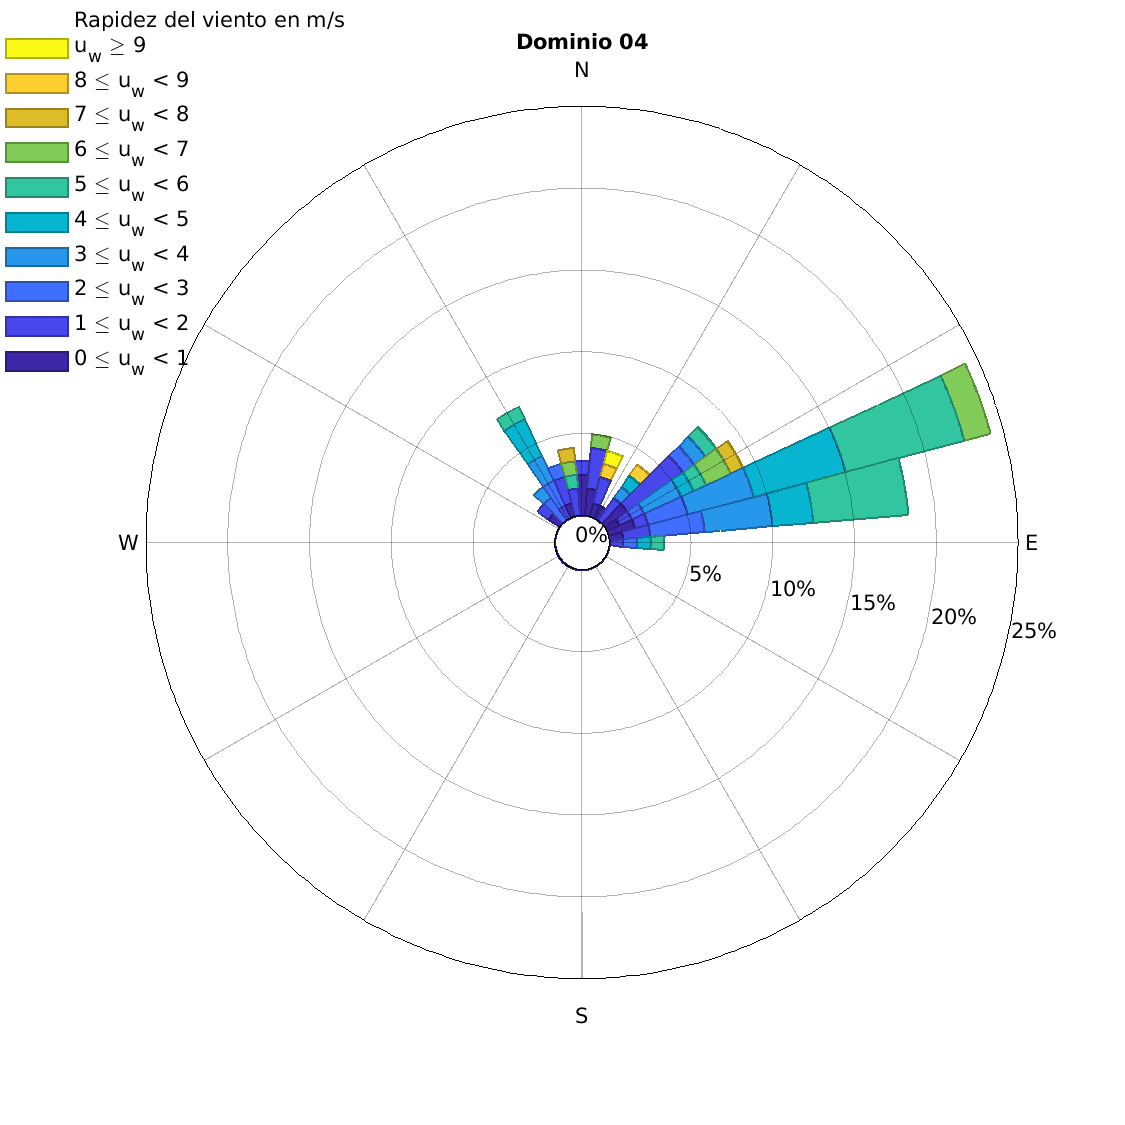 Rapidez del viento en m/s
u_w ≥ 9
8 ≤ u_w < 9
7 ≤ u_w < 8
6 ≤ u_w < 7
5 ≤ u_w < 6
4 ≤ u_w < 5
3 ≤ u_w < 4
2 ≤ u_w < 3
1 ≤ u_w < 2
0 ≤ u_w < 1
Dominio 04
N
W
0%
E
5%
10%
15%
20%
25%
S